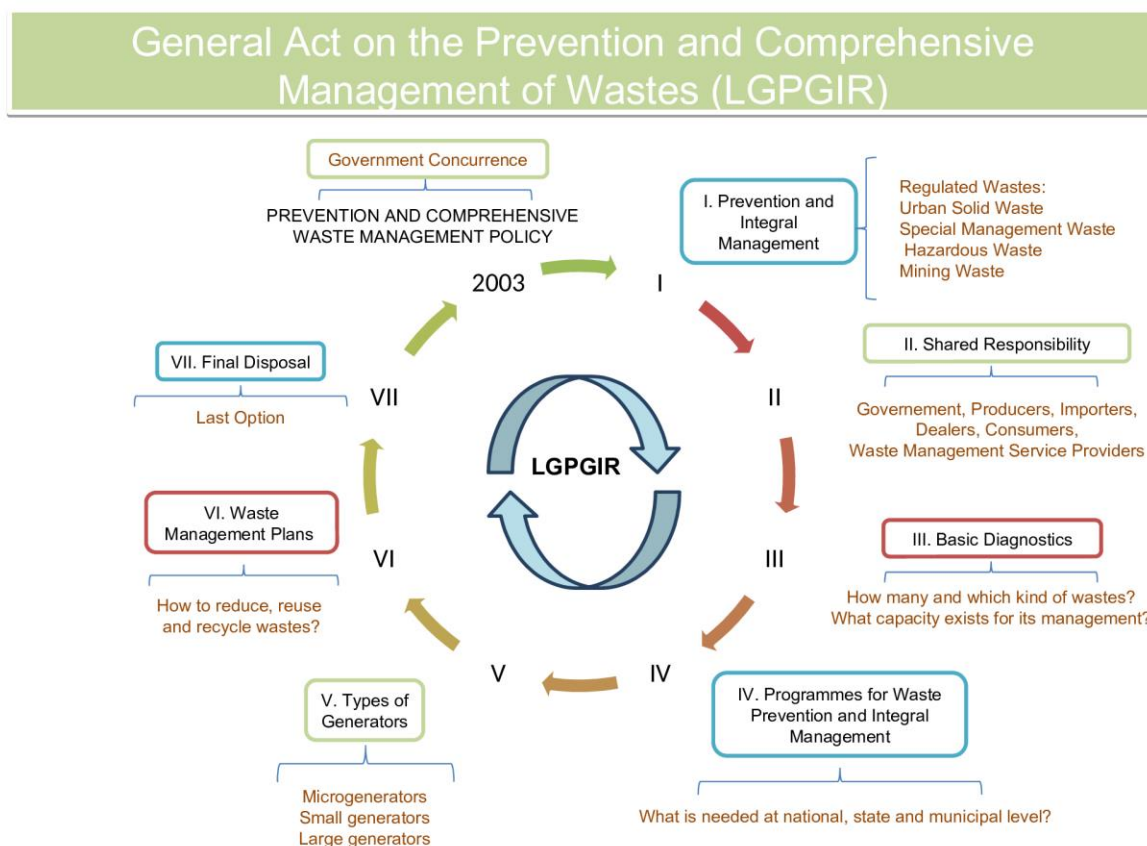 General Act on the Prevention and Comprehensive
Management of Wastes (LGPGIR)
Government Concurrence
PREVENTION AND COMPREHENSIVE
WASTE MANAGEMENT POLICY
2003
I
I. Prevention and
Integral
Management
Regulated Wastes:
Urban Solid Waste
Special Management Waste
Hazardous Waste
Mining Waste
II
II. Shared Responsibility
Governement, Producers, Importers,
Dealers, Consumers,
Waste Management Service Providers
III
III. Basic Diagnostics
How many and which kind of wastes?
What capacity exists for its management?
IV
IV. Programmes for Waste
Prevention and Integral
Management
What is needed at national, state and municipal level?
V
V. Types of
Generators
Microgenerators
Small generators
Large generators
VI
VI. Waste
Management Plans
How to reduce, reuse
and recycle wastes?
VII
VII. Final Disposal
Last Option
LGPGIR